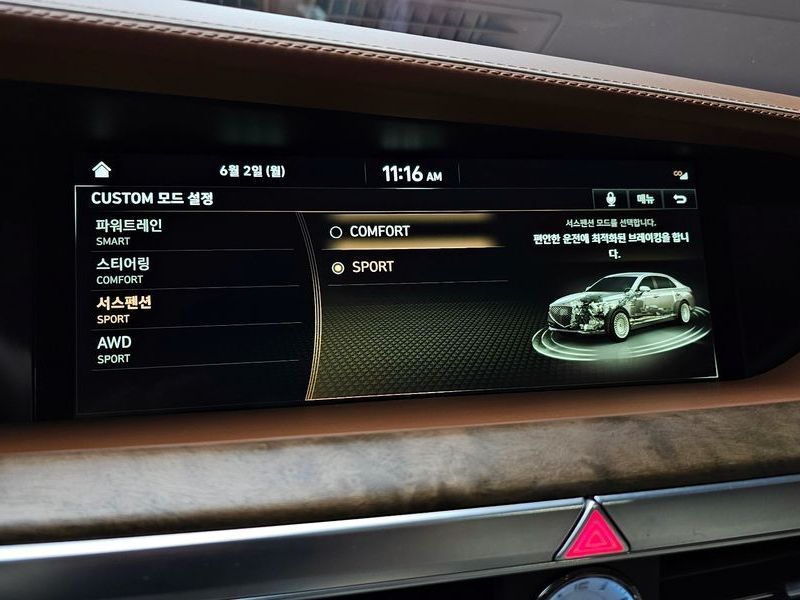 6월 2일 (월)
11:16 AM
CUSTOM 모드 설정
메뉴
파워트레인
SMART
스티어링
COMFORT
서스펜션
SPORT
AWD
SPORT
COMFORT
SPORT
서스펜션 모드를 선택합니다.
편안한 운전에 최적화된 브레이킹을 합니
다.